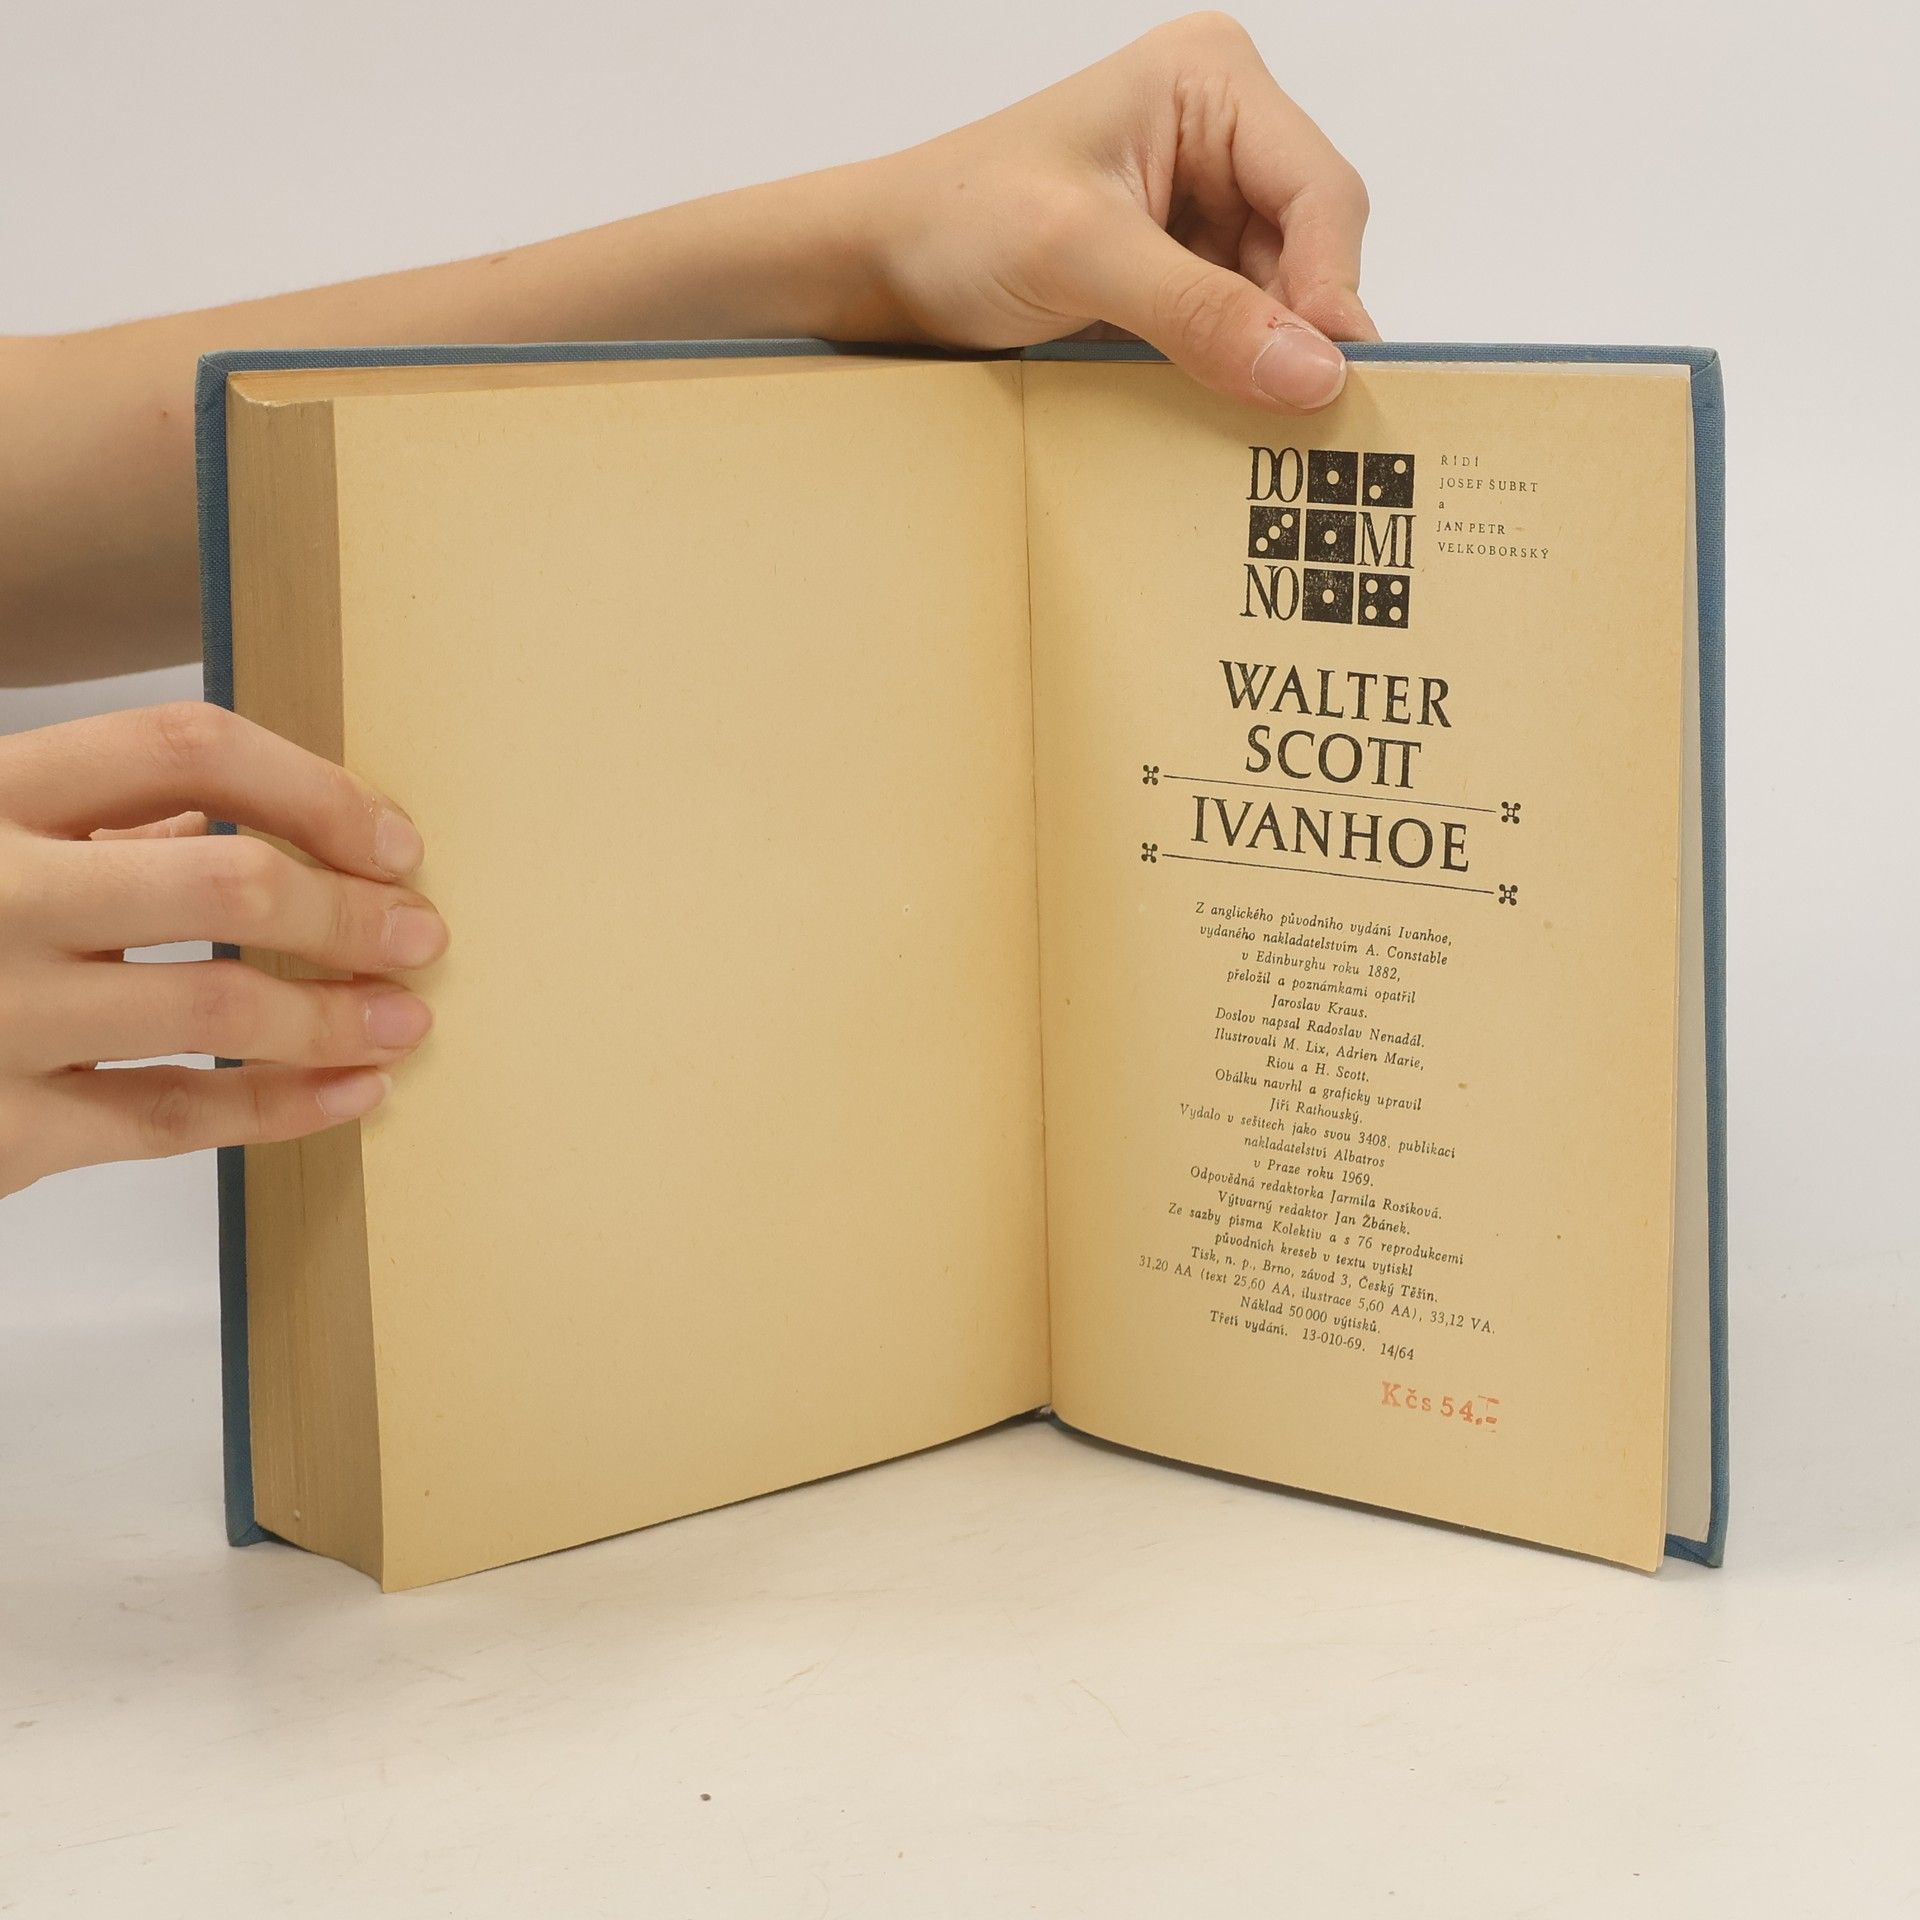 DO
MI
NO
ŘÍDÍ
JOSEF ŠUBRT
a
JAN PETR
VELKOBORSKÝ
WALTER
SCOTT
IVANHOE
Z anglického původního vydání Ivanhoe,
vydaného nakladatelstvím A. Constable
v Edinburghu roku 1882,
přeložil a poznámkami opatřil
Jaroslav Kraus.
Doslov napsal Radoslav Nenadál.
Ilustrovali M. Lix, Adrien Marie,
Riou a H. Scott.
Obálku navrhl a graficky upravil
Jiří Rathouský.
Vydalo v sešitech jako svou 3408. publikaci
nakladatelství Albatros
v Praze roku 1969.
Odpovědná redaktorka Jarmila Rosíková.
Výtvarný redaktor Jan Žbánek.
Ze sazby písma Kolektiv a s 76 reprodukcemi
původních kreseb v textu vytiskl
Tisk, n. p., Brno, závod 3, Český Těšín.
31,20 AA (text 25,60 AA, ilustrace 5,60 AA), 33,12 VA.
Náklad 50000 výtisků.
Třetí vydání. 13-010-69. 14/64
Kčs 54,-